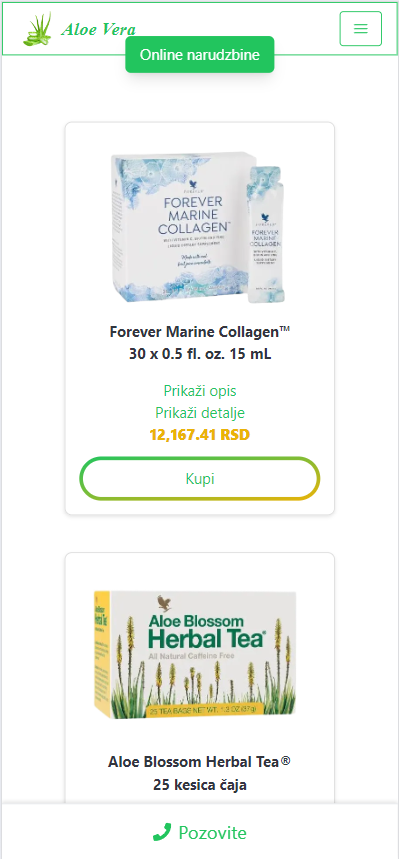 Aloe Vera
Online narudzbine
FOREVER
FOREVER
MARINE
COLLAGEN™
FOREVER
MARINE
COLLAGEN
Forever Marine Collagen™
30 x 0.5 fl. oz. 15 mL
Prikaži opis
Prikaži detalje
12,167.41 RSD
Kupi
Aloe Blossom
Herbal Tea®
All Natural Caffeine Free
25 TEA BAGS NET WT. 1.3 OZ (37g)
Aloe Blossom Herbal Tea®
25 kesica čaja
Pozovite